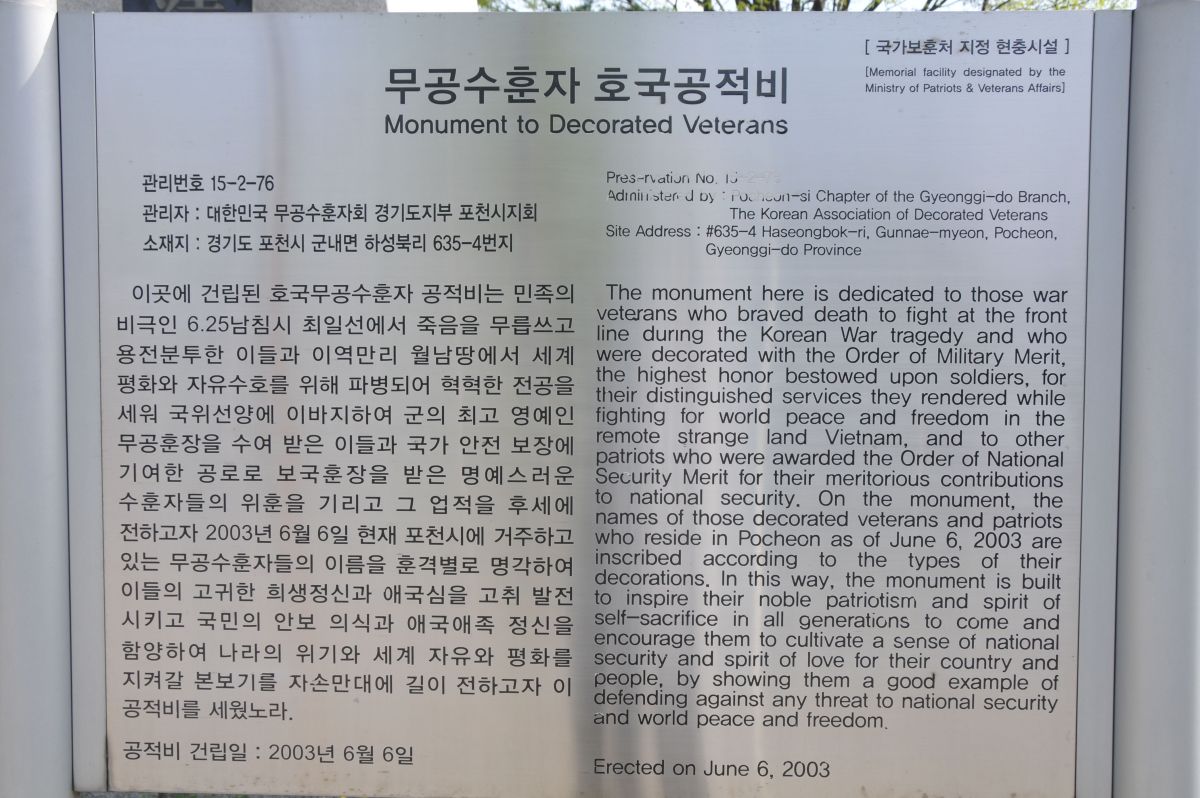 [ 국가보훈처 지정 현충시설 ]
[Memorial facility designated by the
Ministry of Patriots & Veterans Affairs]
무공수훈자 호국공적비
Monument to Decorated Veterans
관리번호 15-2-76
관리자 : 대한민국 무공수훈자회 경기도지부 포천시지회
소재지 : 경기도 포천시 군내면 하성북리 635-4번지
이곳에 건립된 호국무공수훈자 공적비는 민족의
비극인 6.25남침시 최일선에서 죽음을 무릅쓰고
용전분투한 이들과 이역만리 월남땅에서 세계
평화와 자유수호를 위해 파병되어 혁혁한 전공을
세워 국위선양에 이바지하여 군의 최고 영예인
무공훈장을 수여 받은 이들과 국가 안전 보장에
기여한 공로로 보국훈장을 받은 명예스러운
수훈자들의 위훈을 기리고 그 업적을 후세에
전하고자 2003년 6월 6일 현재 포천시에 거주하고
있는 무공수훈자들의 이름을 훈격별로 명각하여
이들의 고귀한 희생정신과 애국심을 고취 발전
시키고 국민의 안보 의식과 애국애족 정신을
함양하여 나라의 위기와 세계 자유와 평화를
지켜갈 본보기를 자손만대에 길이 전하고자 이
공적비를 세웠노라.
공적비 건립일 : 2003년 6월 6일
Preservation No. 15-2-76
Administered by : Pocheon-si Chapter of the Gyeonggi-do Branch,
The Korean Association of Decorated Veterans
Site Address : #635-4 Haseongbok-ri, Gunnae-myeon, Pocheon,
Gyeonggi-do Province
The monument here is dedicated to those war
veterans who braved death to fight at the front
line during the Korean War tragedy and who
were decorated with the Order of Military Merit,
the highest honor bestowed upon soldiers, for
their distinguished services they rendered while
fighting for world peace and freedom in the
remote strange land Vietnam, and to other
patriots who were awarded the Order of National
Security Merit for their meritorious contributions
to national security. On the monument, the
names of those decorated veterans and patriots
who reside in Pocheon as of June 6, 2003 are
inscribed according to the types of their
decorations. In this way, the monument is built
to inspire their noble patriotism and spirit of
self-sacrifice in all generations to come and
encourage them to cultivate a sense of national
security and spirit of love for their country and
people, by showing them a good example of
defending against any threat to national security
and world peace and freedom.
Erected on June 6, 2003